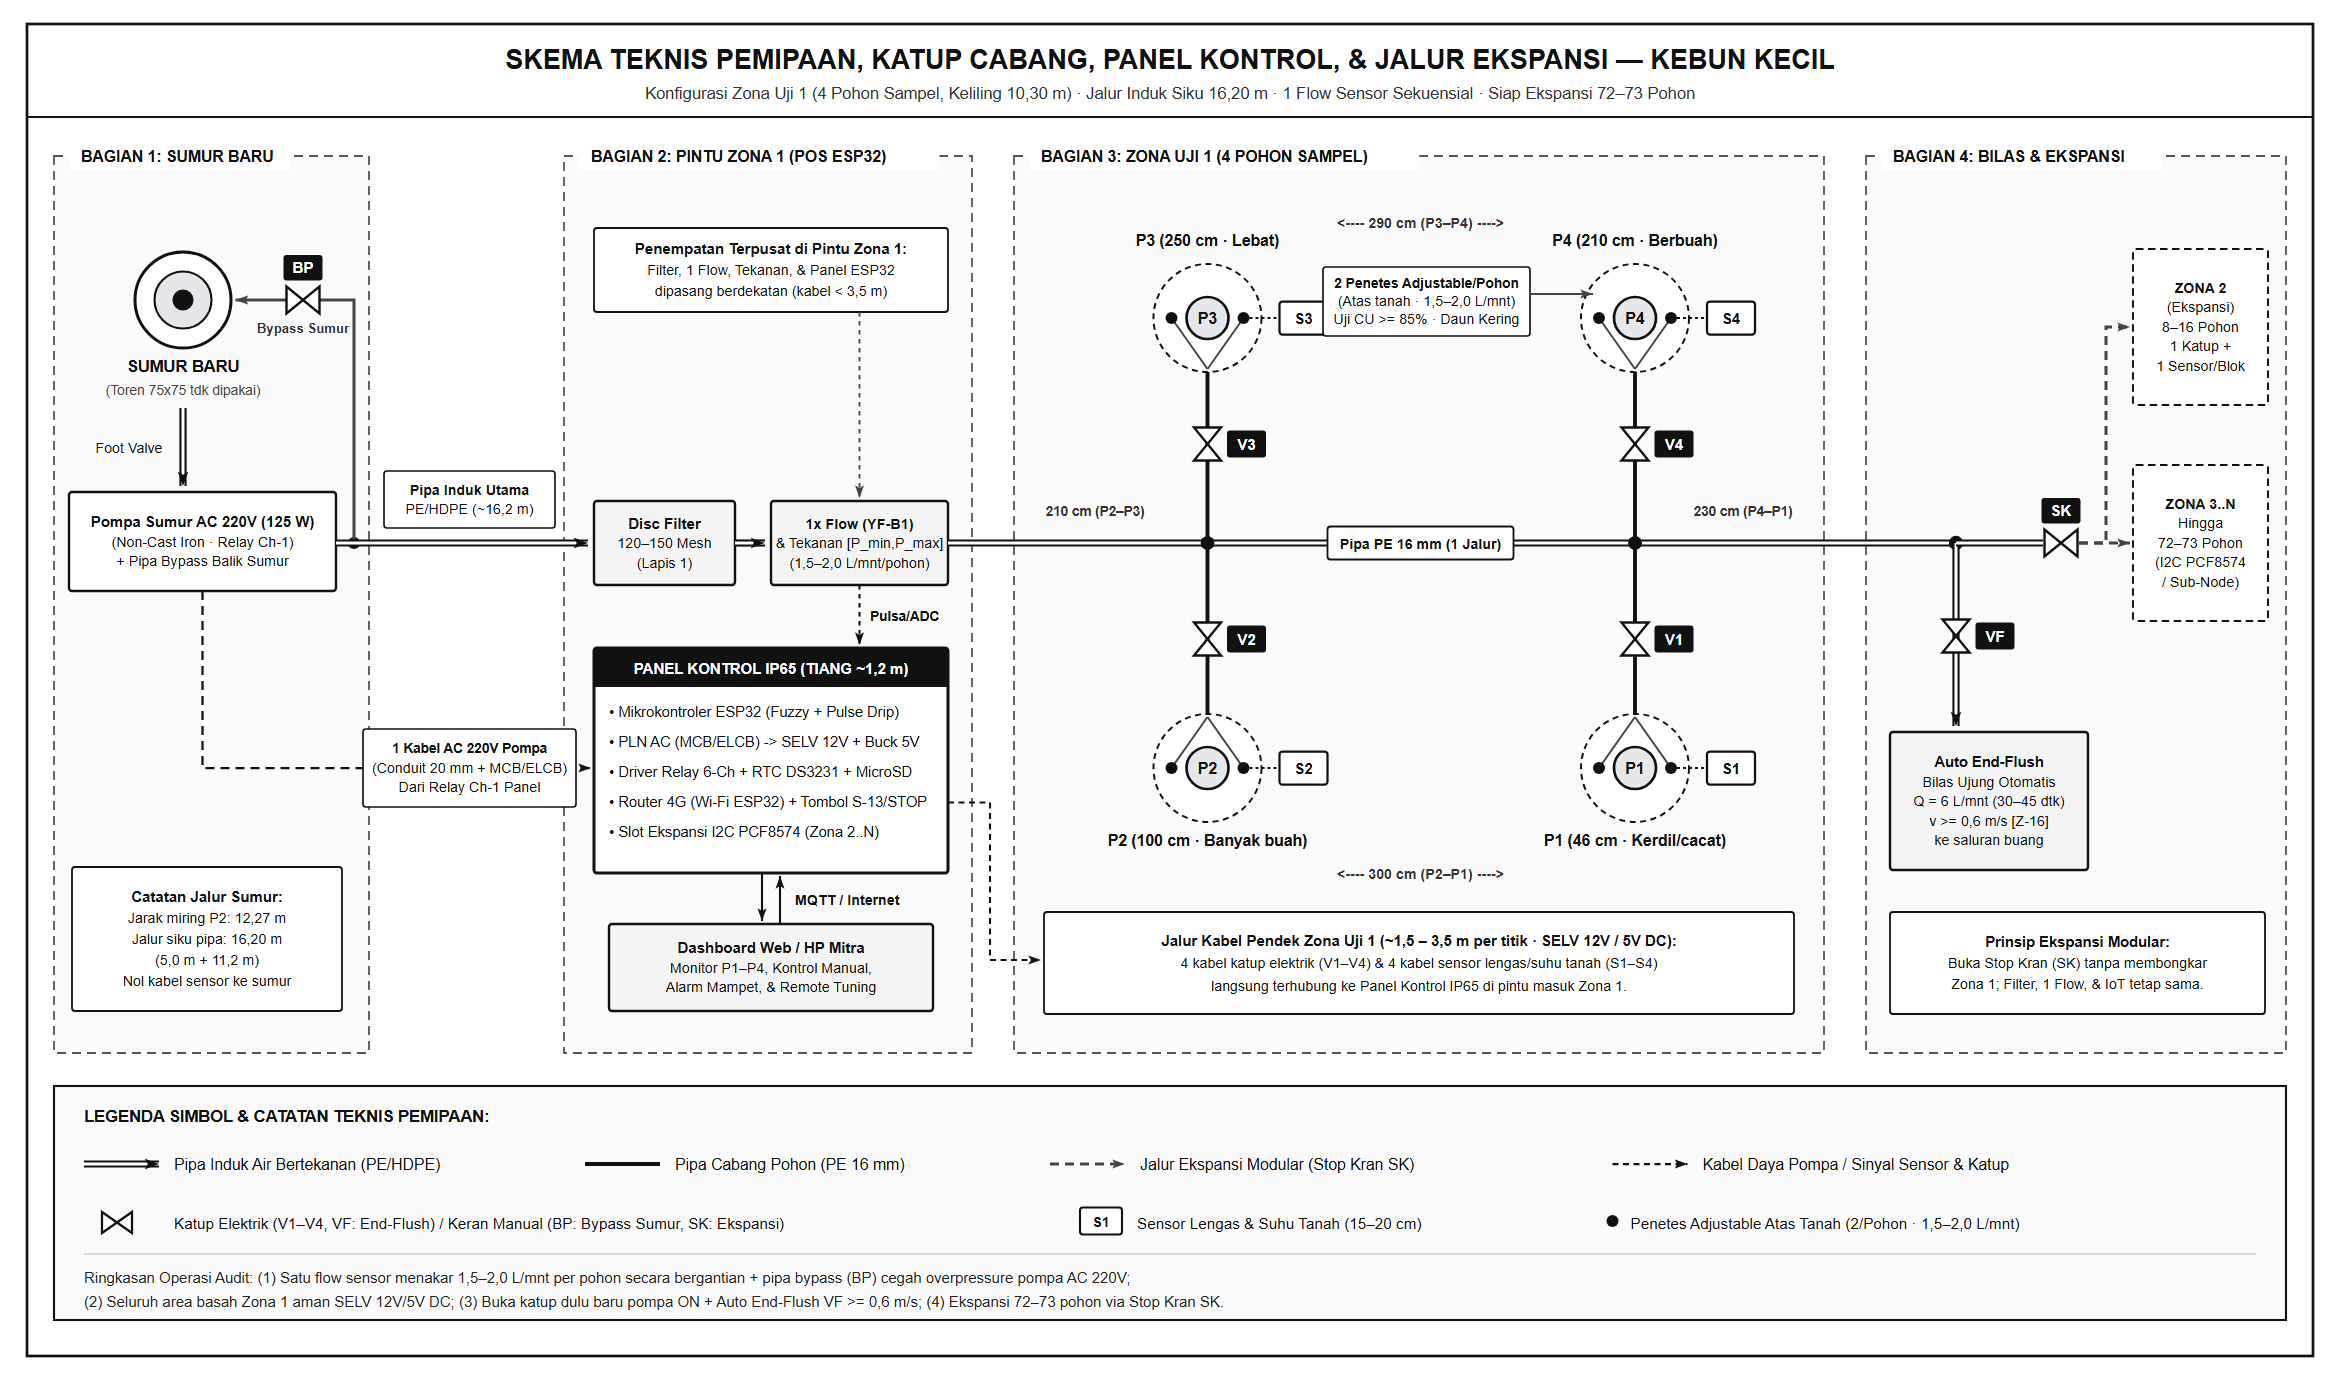 SKEMA TEKNIS PEMIPAAN, KATUP CABANG, PANEL KONTROL, & JALUR EKSPANSI — KEBUN KECIL
Konfigurasi Zona Uji 1 (4 Pohon Sampel, Keliling 10,30 m) · Jalur Induk Siku 16,20 m · 1 Flow Sensor Sekuensial · Siap Ekspansi 72–73 Pohon
BAGIAN 1: SUMUR BARU
BP
Bypass Sumur
SUMUR BARU
(Toren 75x75 tdk dipakai)
Foot Valve
Pompa Sumur AC 220V (125 W)
(Non-Cast Iron · Relay Ch-1)
+ Pipa Bypass Balik Sumur
Pipa Induk Utama
PE/HDPE (~16,2 m)
1 Kabel AC 220V Pompa
(Conduit 20 mm + MCB/ELCB)
Dari Relay Ch-1 Panel
Catatan Jalur Sumur:
Jarak miring P2: 12,27 m
Jalur siku pipa: 16,20 m
(5,0 m + 11,2 m)
Nol kabel sensor ke sumur
BAGIAN 2: PINTU ZONA 1 (POS ESP32)
Penempatan Terpusat di Pintu Zona 1:
Filter, 1 Flow, Tekanan, & Panel ESP32
dipasang berdekatan (kabel < 3,5 m)
Disc Filter
120–150 Mesh
(Lapis 1)
1x Flow (YF-B1)
& Tekanan [P_min,P_max]
(1,5–2,0 L/mnt/pohon)
Pulsa/ADC
PANEL KONTROL IP65 (TIANG ~1,2 m)
• Mikrokontroler ESP32 (Fuzzy + Pulse Drip)
• PLN AC (MCB/ELCB) -> SELV 12V + Buck 5V
• Driver Relay 6-Ch + RTC DS3231 + MicroSD
• Router 4G (Wi-Fi ESP32) + Tombol S-13/STOP
• Slot Ekspansi I2C PCF8574 (Zona 2..N)
MQTT / Internet
Dashboard Web / HP Mitra
Monitor P1–P4, Kontrol Manual,
Alarm Mampet, & Remote Tuning
BAGIAN 3: ZONA UJI 1 (4 POHON SAMPEL)
<---- 290 cm (P3–P4) ---->
P3 (250 cm · Lebat)
P4 (210 cm · Berbuah)
P3
S3
2 Penetes Adjustable/Pohon
(Atas tanah · 1,5–2,0 L/mnt)
Uji CU >= 85% · Daun Kering
P4
S4
V3
V4
210 cm (P2–P3)
230 cm (P4–P1)
Pipa PE 16 mm (1 Jalur)
V2
V1
P2
S2
P1
S1
P2 (100 cm · Banyak buah)
P1 (46 cm · Kerdil/cacat)
<---- 300 cm (P2–P1) ---->
Jalur Kabel Pendek Zona Uji 1 (~1,5 – 3,5 m per titik · SELV 12V / 5V DC):
4 kabel katup elektrik (V1–V4) & 4 kabel sensor lengas/suhu tanah (S1–S4)
langsung terhubung ke Panel Kontrol IP65 di pintu masuk Zona 1.
BAGIAN 4: BILAS & EKSPANSI
ZONA 2
(Ekspansi)
8–16 Pohon
1 Katup +
1 Sensor/Blok
ZONA 3..N
Hingga
72–73 Pohon
(I2C PCF8574
/ Sub-Node)
SK
VF
Auto End-Flush
Bilas Ujung Otomatis
Q = 6 L/mnt (30–45 dtk)
v >= 0,6 m/s [Z-16]
ke saluran buang
Prinsip Ekspansi Modular:
Buka Stop Kran (SK) tanpa membongkar
Zona 1; Filter, 1 Flow, & IoT tetap sama.
LEGENDA SIMBOL & CATATAN TEKNIS PEMIPAAN:
Pipa Induk Air Bertekanan (PE/HDPE)
Pipa Cabang Pohon (PE 16 mm)
Jalur Ekspansi Modular (Stop Kran SK)
Kabel Daya Pompa / Sinyal Sensor & Katup
Katup Elektrik (V1–V4, VF: End-Flush) / Keran Manual (BP: Bypass Sumur, SK: Ekspansi)
S1
Sensor Lengas & Suhu Tanah (15–20 cm)
Penetes Adjustable Atas Tanah (2/Pohon · 1,5–2,0 L/mnt)
Ringkasan Operasi Audit: (1) Satu flow sensor menakar 1,5–2,0 L/mnt per pohon secara bergantian + pipa bypass (BP) cegah overpressure pompa AC 220V;
(2) Seluruh area basah Zona 1 aman SELV 12V/5V DC; (3) Buka katup dulu baru pompa ON + Auto End-Flush VF >= 0,6 m/s; (4) Ekspansi 72–73 pohon via Stop Kran SK.